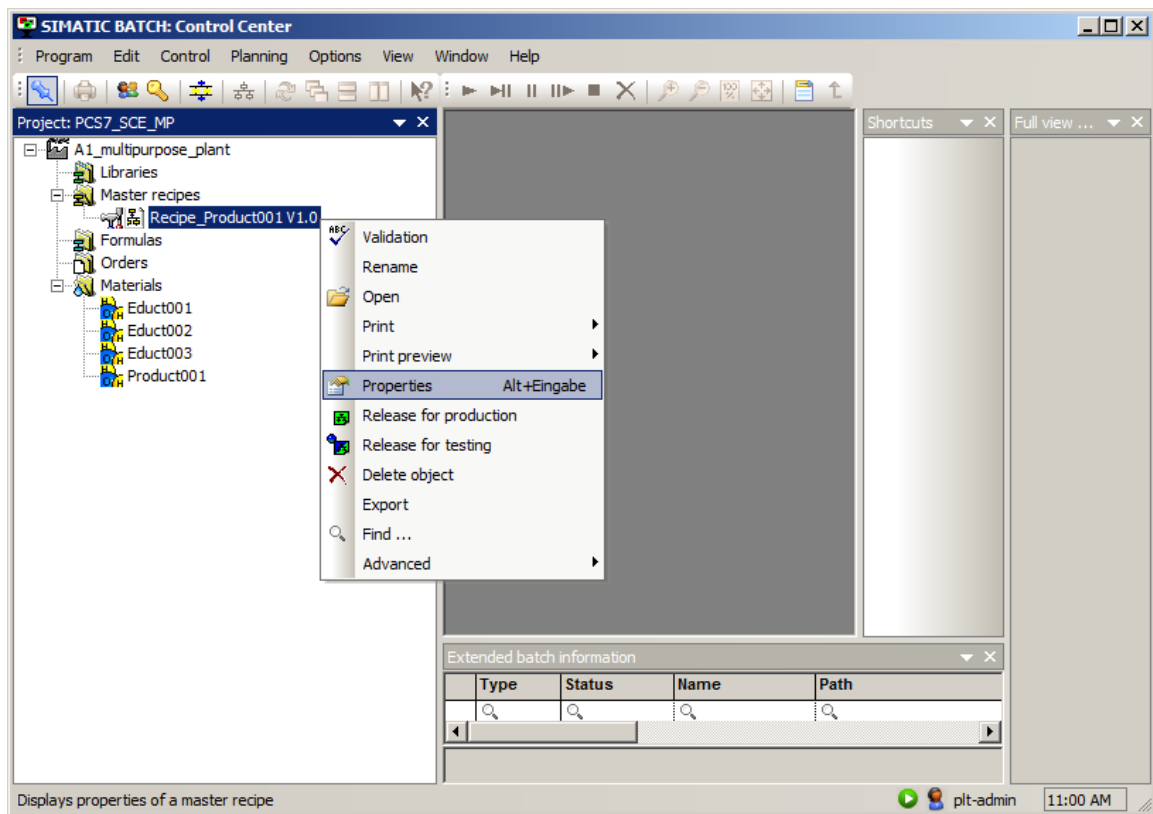 SIMATIC BATCH: Control Center
Program Edit Control Planning Options View Window Help
Project: PCS7_SCE_MP
Shortcuts
Full view ...
A1_multipurpose_plant
Libraries
Master recipes
Recipe_Product001 V1.0
Formulas
Orders
Materials
Educt001
Educt002
Educt003
Product001
ABC
Validation
Rename
Open
Print
Print preview
Properties Alt+Eingabe
Release for production
Release for testing
Delete object
Export
Find ...
Advanced
Extended batch information
Type Status Name Path
Displays properties of a master recipe
plt-admin
11:00 AM